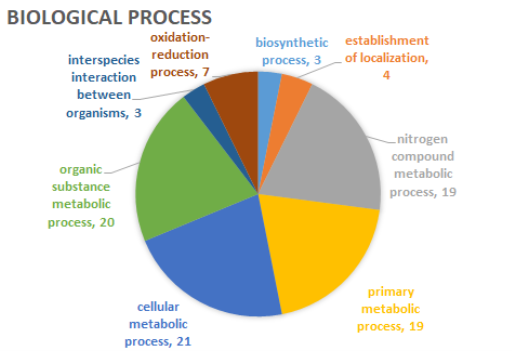 BIOLOGICAL PROCESS
oxidation-
reduction
process, 7
biosynthetic
process, 3
establishment
of localization,
4
interspecies
interaction
between
organisms, 3
nitrogen
compound
metabolic
process, 19
organic
substance
metabolic
process, 20
primary
metabolic
process, 19
cellular
metabolic
process, 21